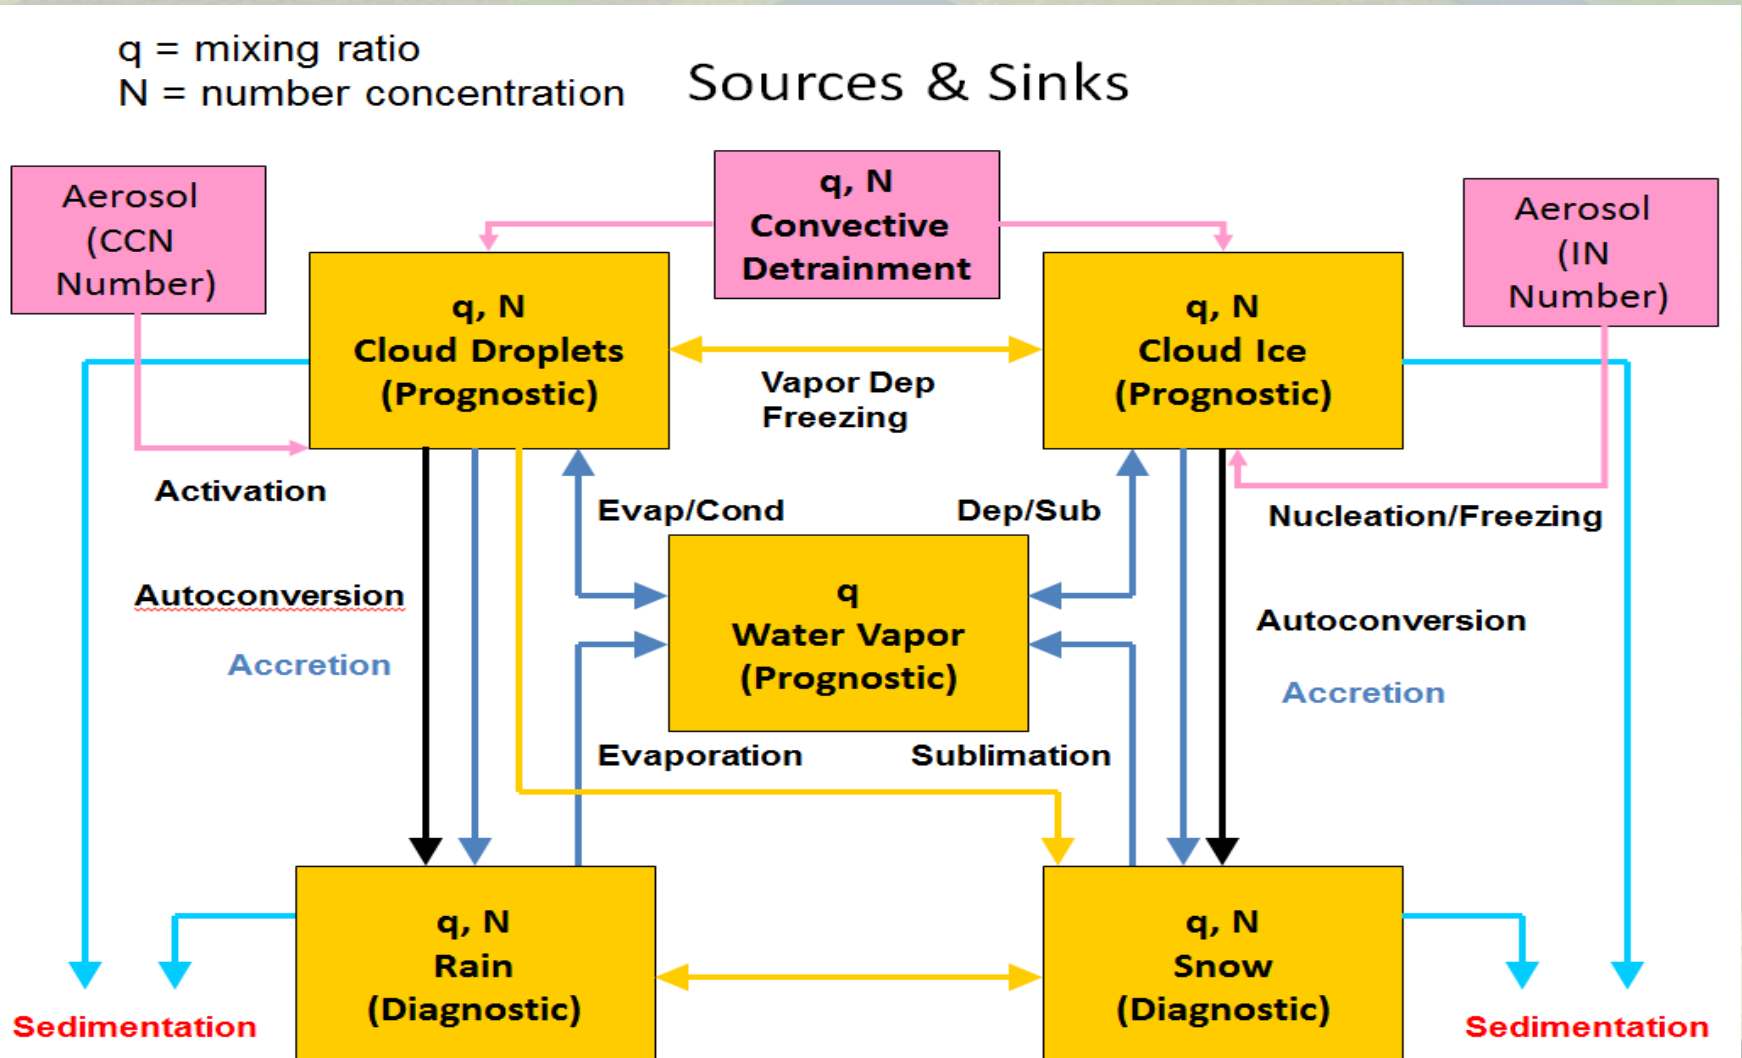 q = mixing ratio
N = number concentration
Sources & Sinks
Aerosol
(CCN
Number)
q, N
Convective
Detrainment
Aerosol
(IN
Number)
q, N
Cloud Droplets
(Prognostic)
Vapor Dep
Freezing
q, N
Cloud Ice
(Prognostic)
Activation
Evap/Cond
Dep/Sub
Nucleation/Freezing
Autoconversion
Accretion
q
Water Vapor
(Prognostic)
Autoconversion
Accretion
Evaporation
Sublimation
q, N
Rain
(Diagnostic)
q, N
Snow
(Diagnostic)
Sedimentation
Sedimentation